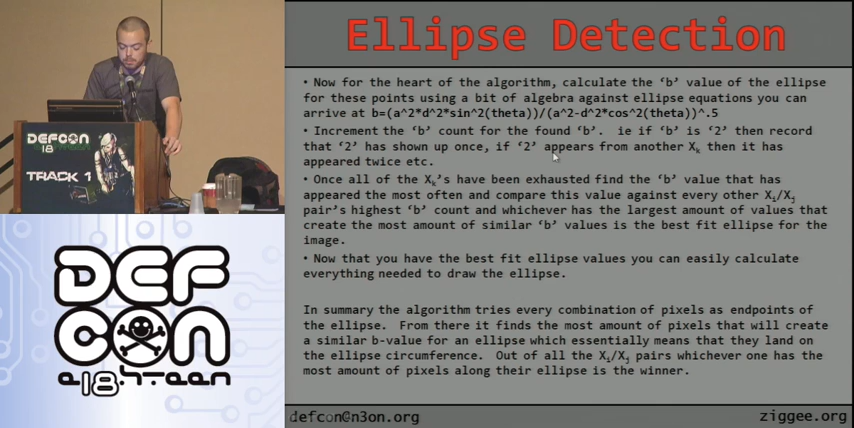 Ellipse Detection
• Now for the heart of the algorithm, calculate the ‘b’ value of the ellipse
for these points using a bit of algebra against ellipse equations you can
arrive at b=(a^2*d^2*sin^2(theta))/(a^2-d^2*cos^2(theta))^.5
• Increment the ‘b’ count for the found ‘b’.  ie if ‘b’ is ‘2’ then record
that ‘2’ has shown up once, if ‘2’ appears from another Xk then it has
appeared twice etc.
• Once all of the Xk’s have been exhausted find the ‘b’ value that has
appeared the most often and compare this value against every other Xi/Xj
pair’s highest ‘b’ count and whichever has the largest amount of values that
create the most amount of similar ‘b’ values is the best fit ellipse for the
image.
• Now that you have the best fit ellipse values you can easily calculate
everything needed to draw the ellipse.
In summary the algorithm tries every combination of pixels as endpoints of
the ellipse.  From there it finds the most amount of pixels that will create
a similar b-value for an ellipse which essentially means that they land on
the ellipse circumference.  Out of all the Xi/Xj pairs whichever one has the
most amount of pixels along their ellipse is the winner.
defcon@n3on.org
ziggee.org
DEFCON
18
TRACK 1
DEF
CON
e18hteen